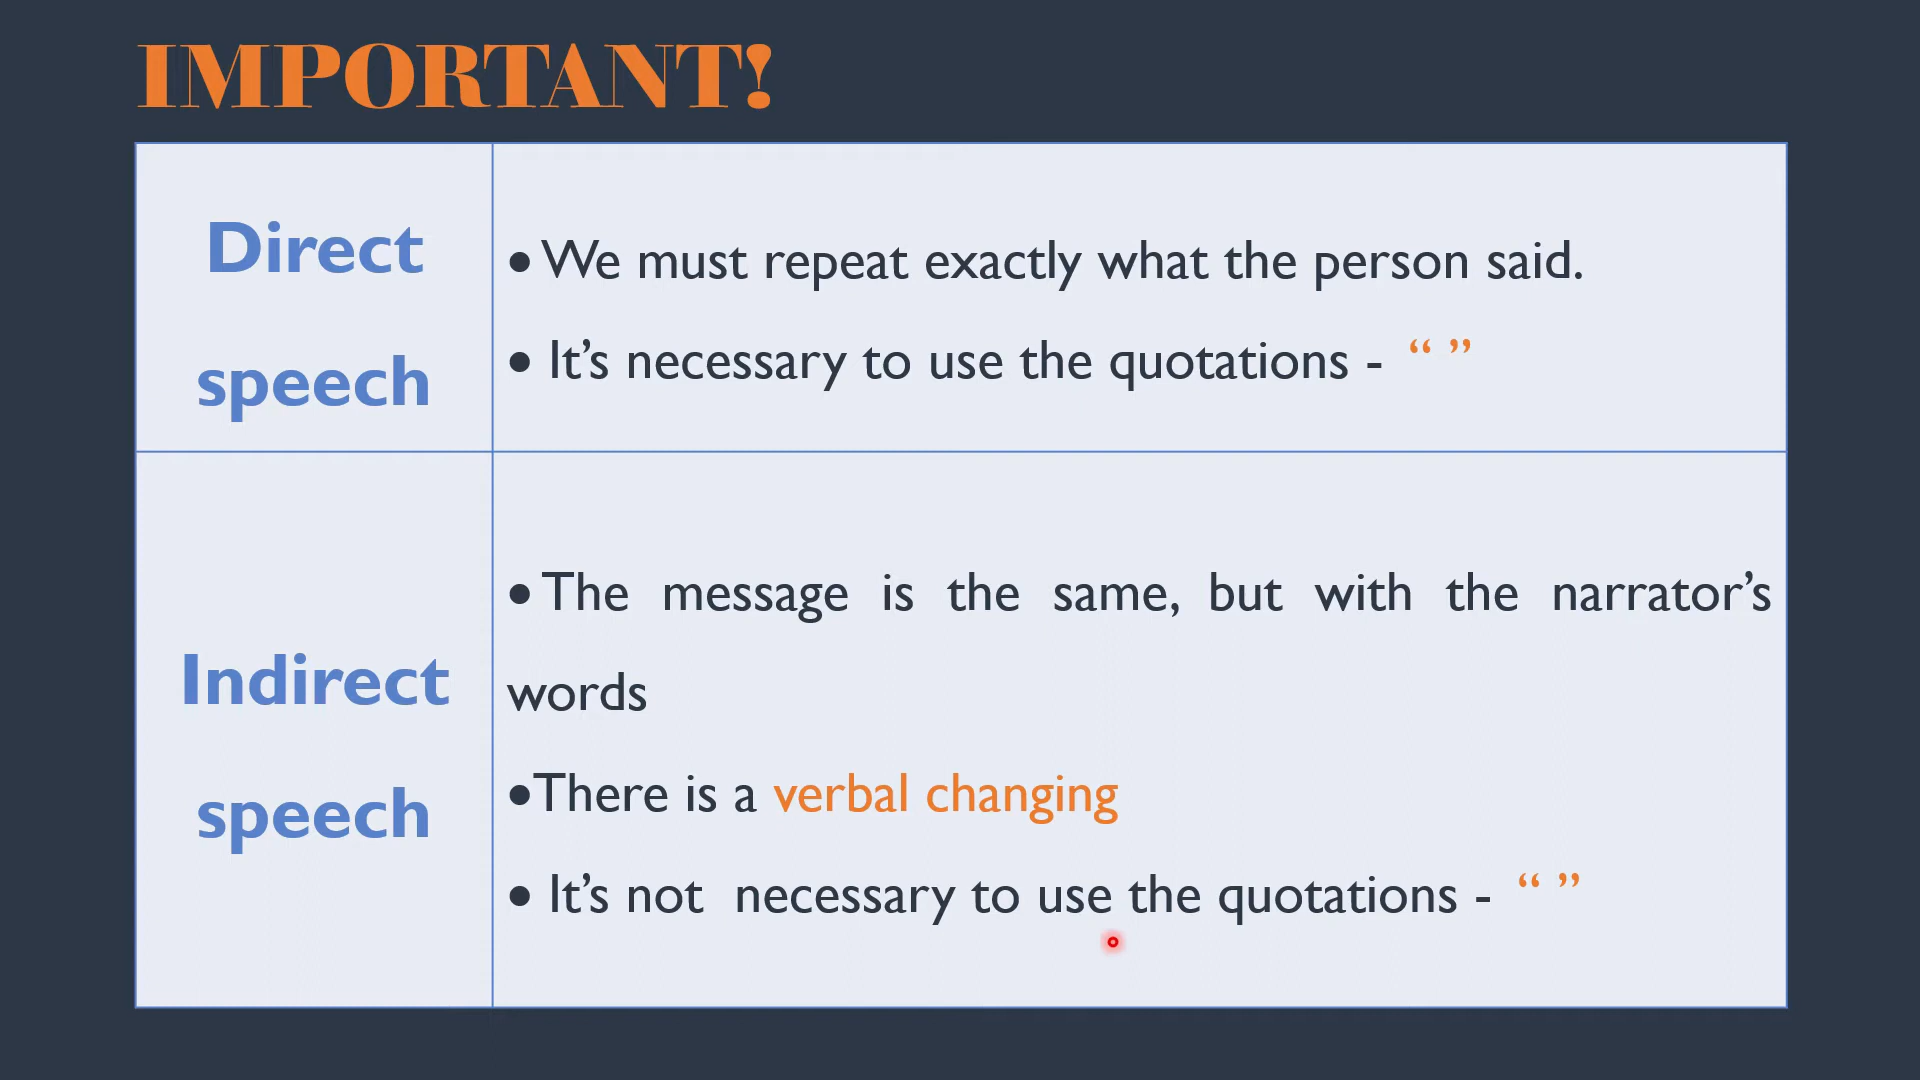 IMPORTANT!
Direct
speech
• We must repeat exactly what the person said.
• It’s necessary to use the quotations - “ ”
Indirect
speech
• The message is the same, but with the narrator’s
words
•There is a verbal changing
• It’s not  necessary to use the quotations - “ ”